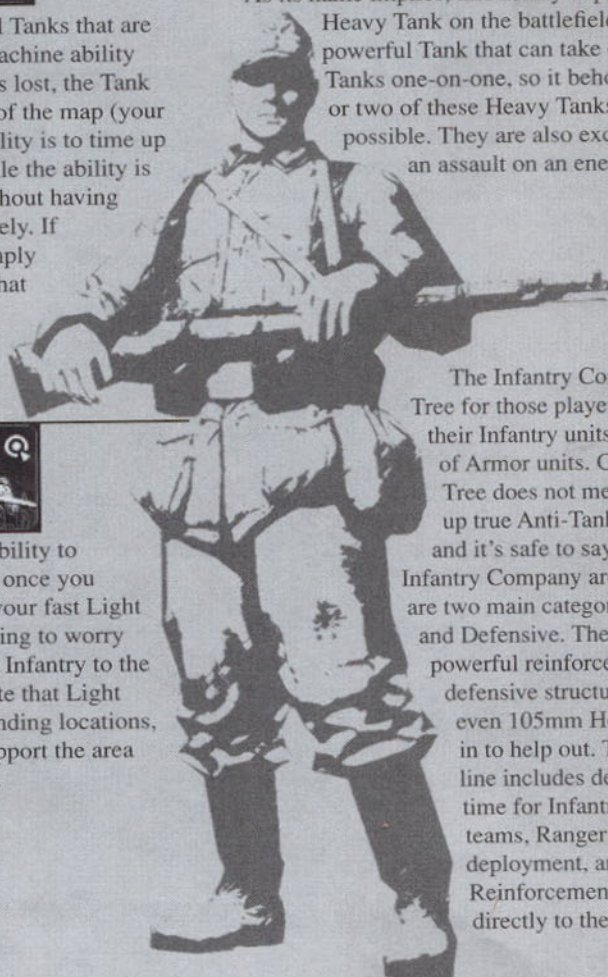 l Tanks that are
achine ability
s lost, the Tank
of the map (your
lity is to time up
le the ability is
hout having
ely. If
ply
hat
bility to
once you
your fast Light
ing to worry
Infantry to the
te that Light
nding locations,
pport the area
Heavy Tank on the battlefield
powerful Tank that can take
Tanks one-on-one, so it beho
or two of these Heavy Tanks
possible. They are also exc
an assault on an ene
The Infantry Co
Tree for those playe
their Infantry units
of Armor units. C
Tree does not me
up true Anti-Tank
and it's safe to say
Infantry Company ar
are two main categor
and Defensive. The
powerful reinforce
defensive structu
even 105mm Ho
in to help out. T
line includes de
time for Infantr
teams, Ranger
deployment, a
Reinforcemen
directly to the